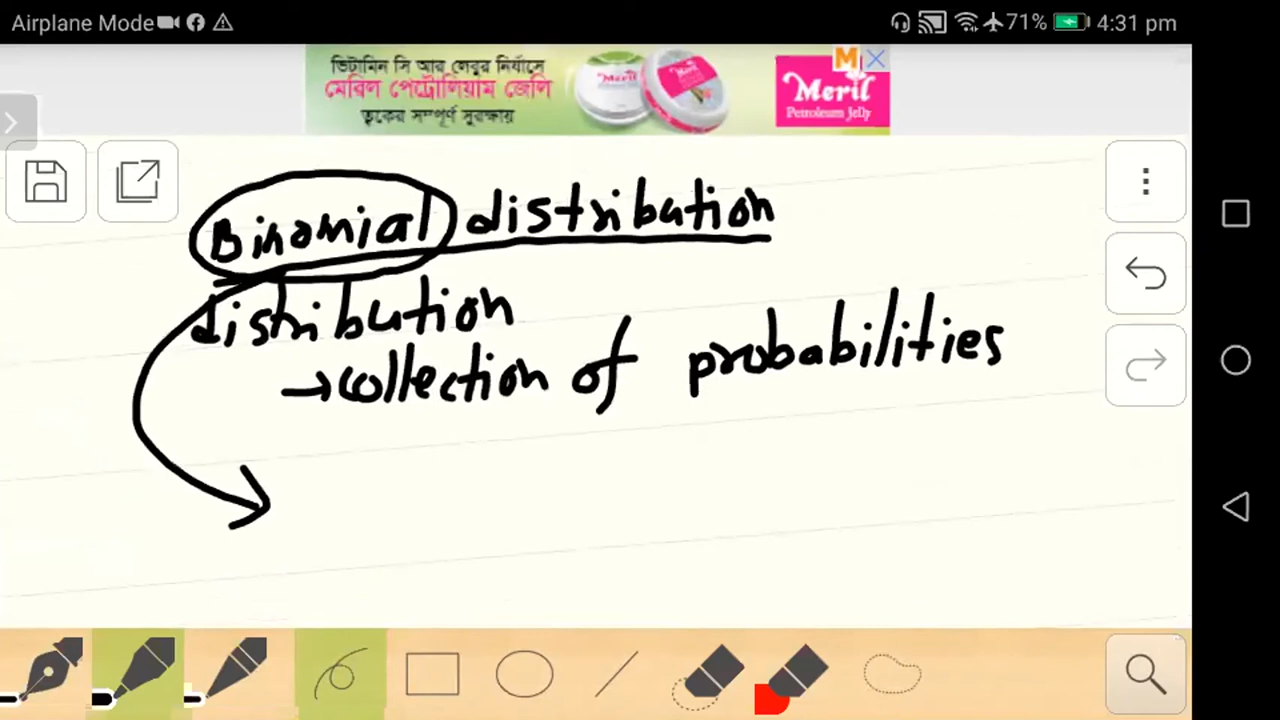 Airplane Mode 71% 4:31 pm
ভিটামিন সি আর লেবুর নির্যাসে
মেরিল পেট্রোলিয়াম জেলি
ত্বকের সম্পূর্ণ সুরক্ষায়
Meril
Meril
M
Meril
Petroleum Jelly
Binomial distribution
distribution
→collection of probabilities